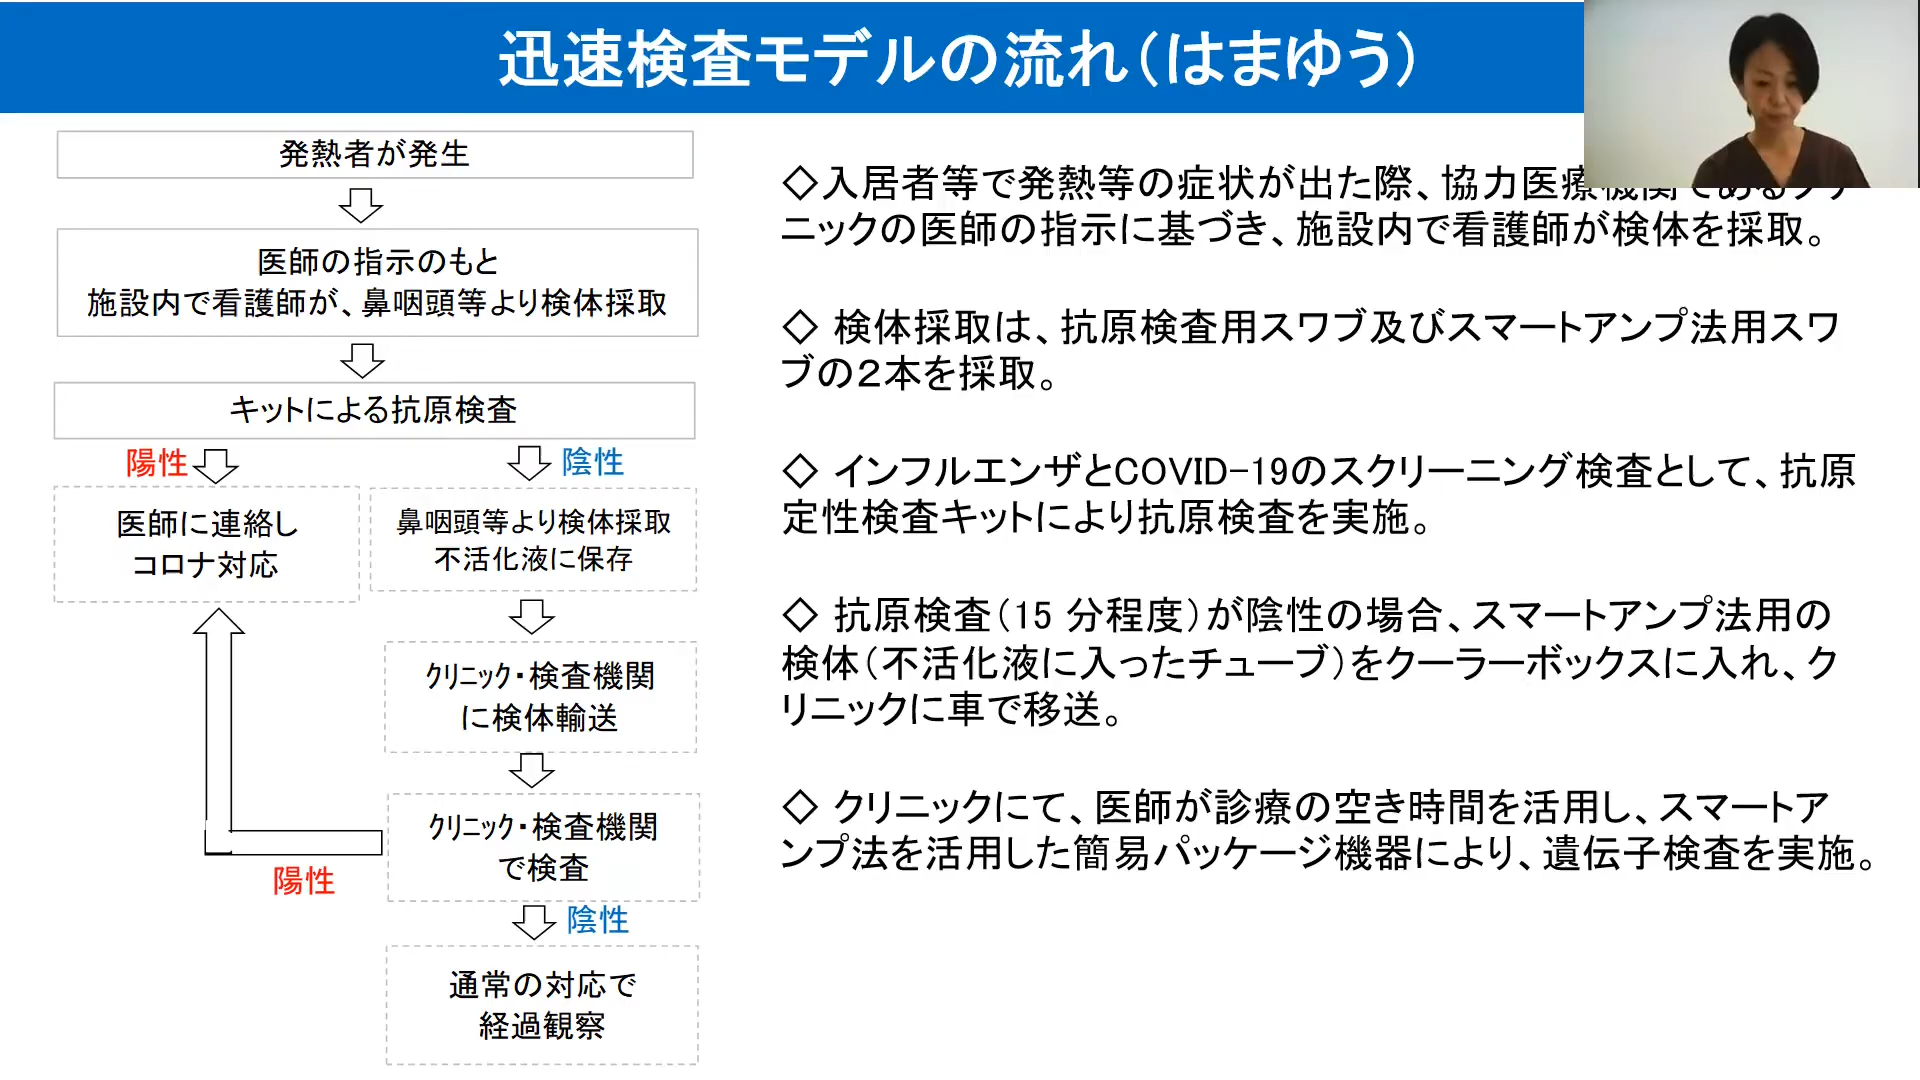 迅速検査モデルの流れ（はまゆう）
発熱者が発生
医師の指示のもと
施設内で看護師が、鼻咽頭等より検体採取
キットによる抗原検査
陽性
陰性
医師に連絡し
コロナ対応
鼻咽頭等より検体採取
不活化液に保存
ｸﾘﾆｯｸ・検査機関
に検体輸送
ｸﾘﾆｯｸ・検査機関
で検査
陽性
陰性
通常の対応で
経過観察
◇入居者等で発熱等の症状が出た際、協力医療機関であるクリ
ニックの医師の指示に基づき、施設内で看護師が検体を採取。
◇ 検体採取は、抗原検査用スワブ及びスマートアンプ法用スワ
ブの２本を採取。
◇ インフルエンザとCOVID-19のスクリーニング検査として、抗原
定性検査キットにより抗原検査を実施。
◇ 抗原検査（15 分程度）が陰性の場合、スマートアンプ法用の
検体（不活化液に入ったチューブ）をクーラーボックスに入れ、ク
リニックに車で移送。
◇ クリニックにて、医師が診療の空き時間を活用し、スマートア
ンプ法を活用した簡易パッケージ機器により、遺伝子検査を実施。